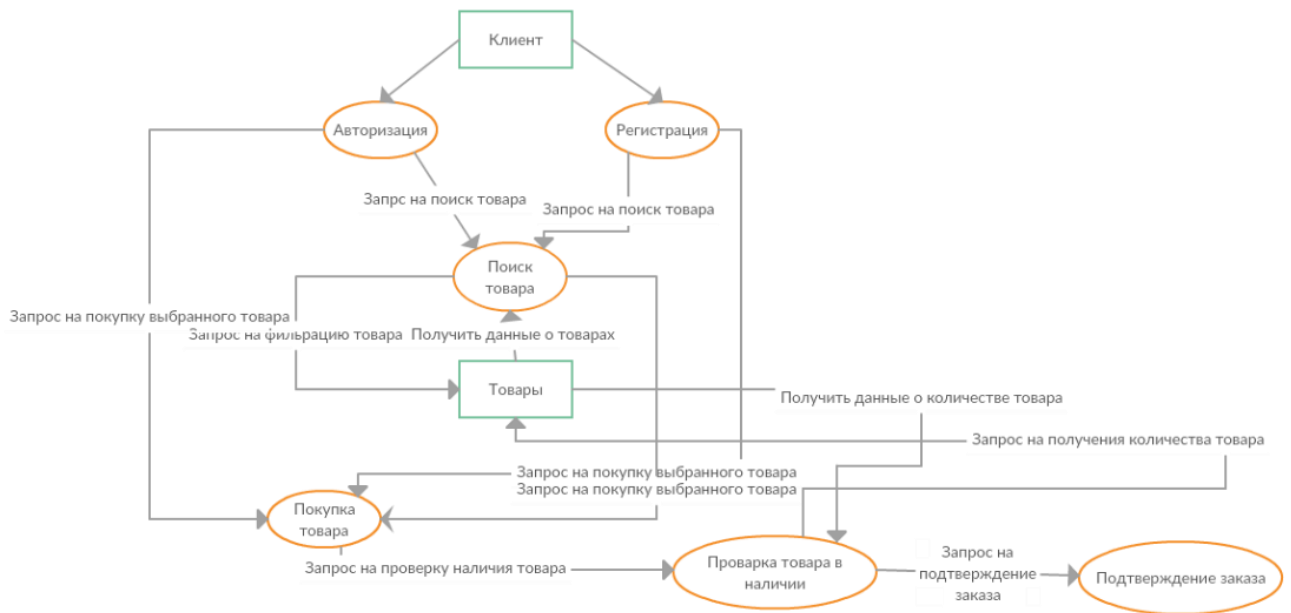 Клиент
Авторизация
Регистрация
Запрс на поиск товара
Запрос на поиск товара
Поиск
товара
Запрос на покупку выбранного товара
Запрос на фильрацию товара
Получить данные о товарах
Товары
Получить данные о количестве товара
Запрос на получения количества товара
Запрос на покупку выбранного товара
Запрос на покупку выбранного товара
Покупка
товара
Запрос на проверку наличия товара
Проварка товара в
наличии
Запрос на
подтверждение
заказа
Подтверждение заказа